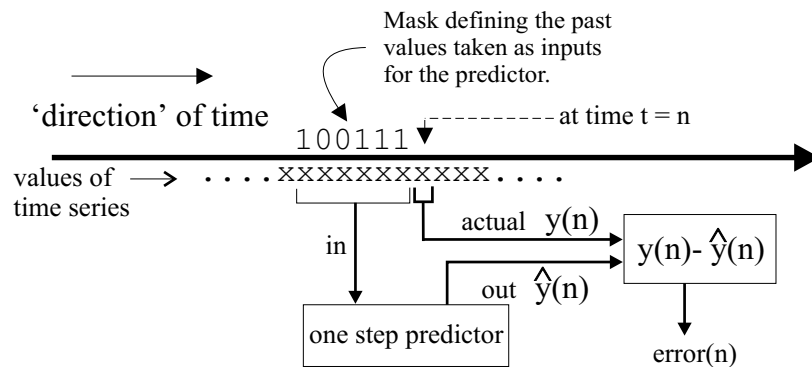 Mask defining the past
values taken as inputs
for the predictor.
‘direction’ of time
100111
at time t = n
values of
time series
. . . . xxxxxxxxxxx . . . .
in
actual y(n)
y(n)- ŷ(n)
out ŷ(n)
one step predictor
error(n)